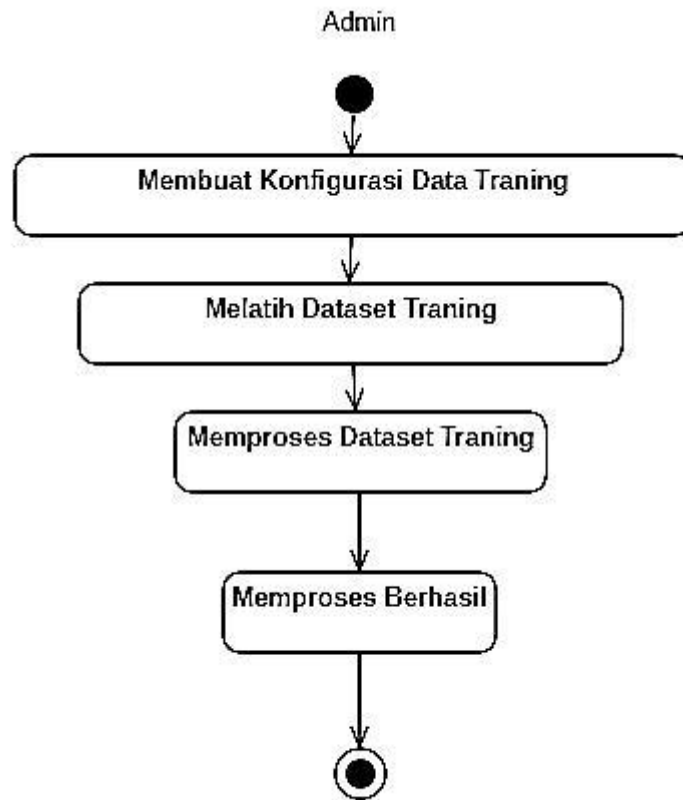 Admin
Membuat Konfigurasi Data Traning
Melatih Dataset Traning
Memproses Dataset Traning
Memproses Berhasil